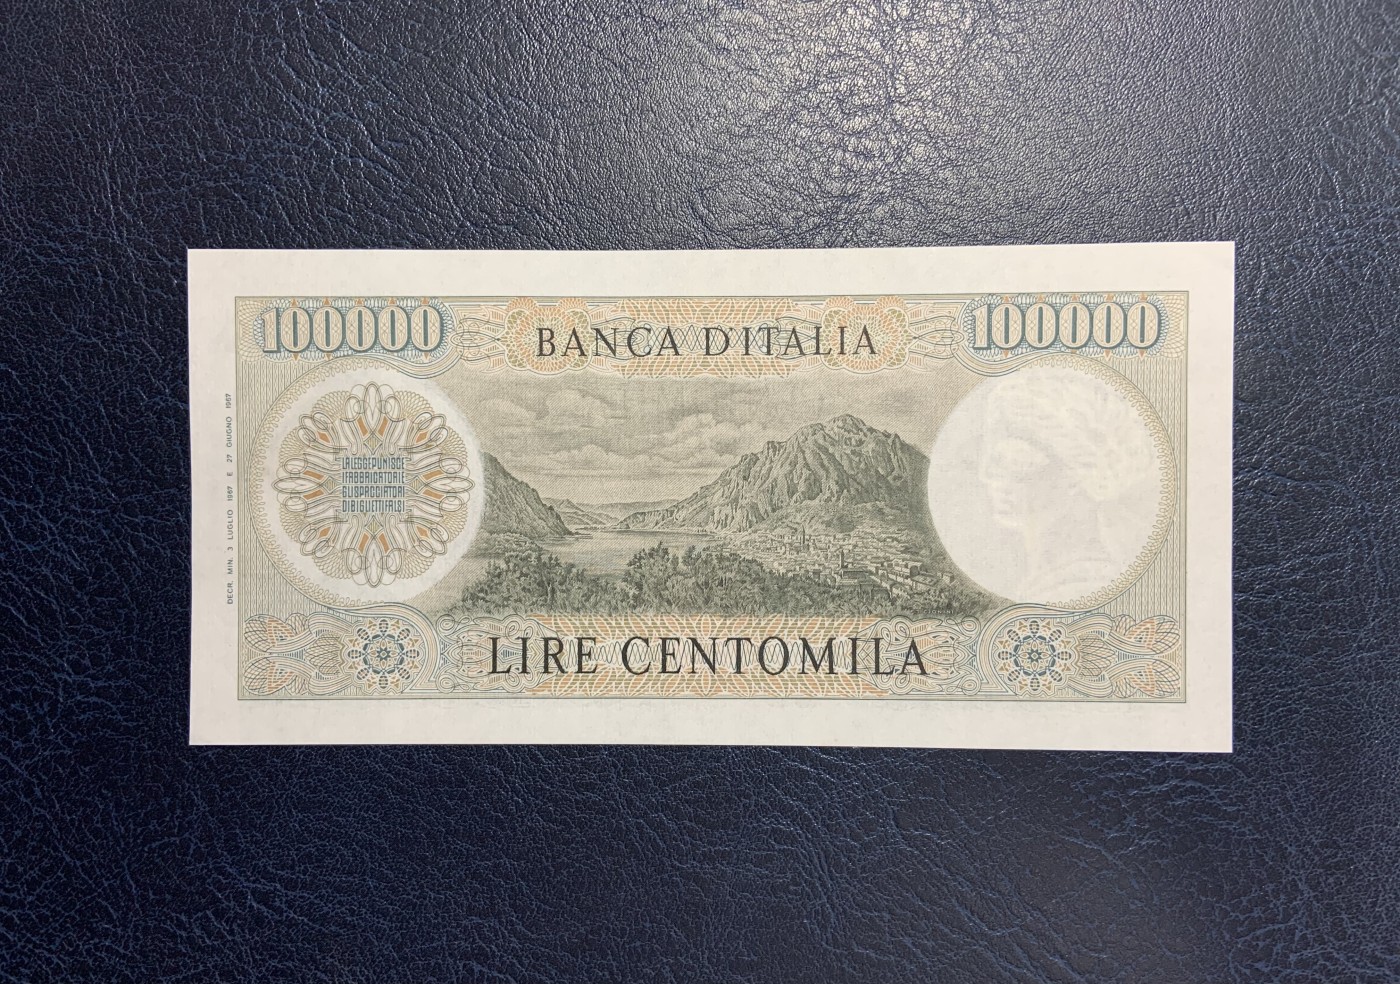 100000
BANCA D'ITALIA
100000
LA LEGGE PUNISCE
I FABBRICATORI E
GLI SPACCIATORI
DI BIGLIETTI FALSI
DECR. MIN. 3 LUGLIO 1967 E 27 GIUGNO 1967
LIRE CENTOMILA